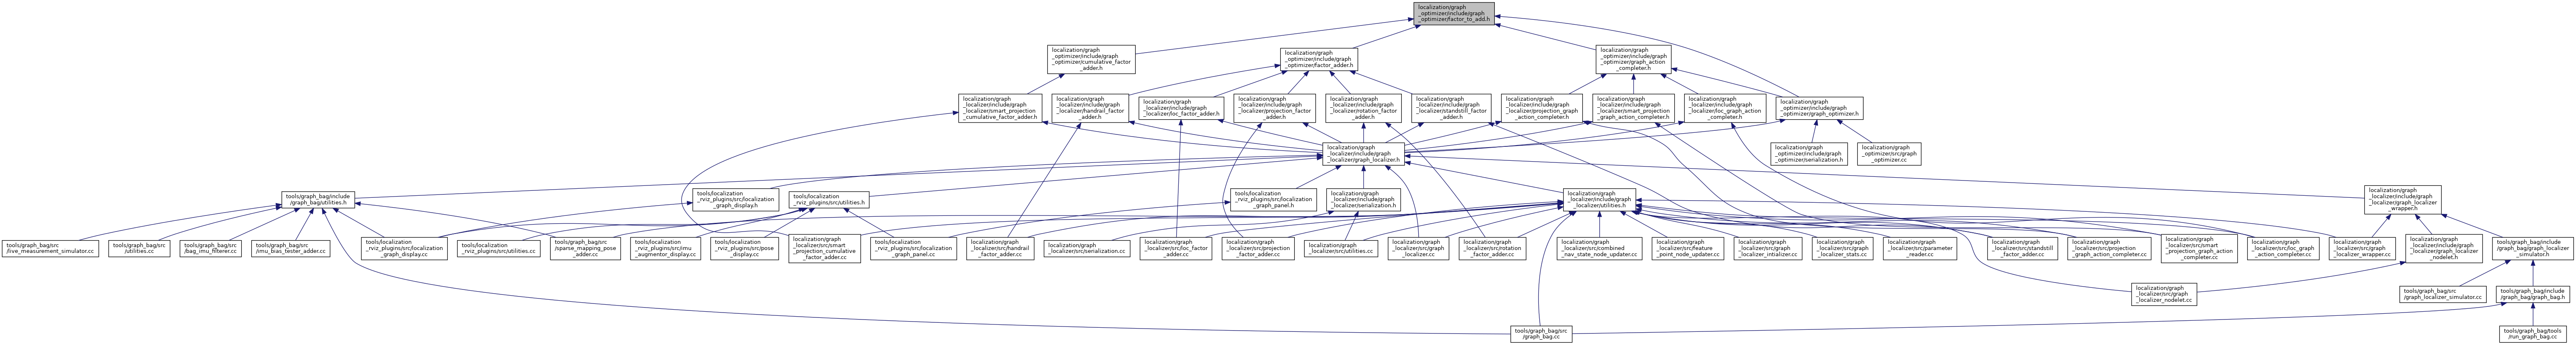 localization/graph
_optimizer/include/graph
_optimizer/factor_to_add.h
localization/graph
_optimizer/include/graph
_optimizer/cumulative_factor
_adder.h
localization/graph
_optimizer/include/graph
_optimizer/factor_adder.h
localization/graph
_optimizer/include/graph
_optimizer/graph_action
_completer.h
localization/graph
_localizer/include/graph
_localizer/smart_projection
_cumulative_factor_adder.h
localization/graph
_localizer/include/graph
_localizer/handrail_factor
_adder.h
localization/graph
_localizer/include/graph
_localizer/loc_factor_adder.h
localization/graph
_localizer/include/graph
_localizer/projection_factor
_adder.h
localization/graph
_localizer/include/graph
_localizer/rotation_factor
_adder.h
localization/graph
_localizer/include/graph
_localizer/standstill_factor
_adder.h
localization/graph
_localizer/include/graph
_localizer/projection_graph
_action_completer.h
localization/graph
_localizer/include/graph
_localizer/smart_projection
_graph_action_completer.h
localization/graph
_localizer/include/graph
_localizer/loc_graph_action
_completer.h
localization/graph
_optimizer/include/graph
_optimizer/graph_optimizer.h
localization/graph
_localizer/include/graph
_localizer/graph_localizer.h
localization/graph
_optimizer/include/graph
_optimizer/serialization.h
localization/graph
_optimizer/src/graph
_optimizer.cc
tools/graph_bag/include
/graph_bag/utilities.h
tools/localization
_rviz_plugins/src/localization
_graph_display.h
tools/localization
_rviz_plugins/src/utilities.h
tools/localization
_rviz_plugins/src/localization
_graph_panel.h
localization/graph
_localizer/include/graph
_localizer/serialization.h
localization/graph
_localizer/include/graph
_localizer/utilities.h
localization/graph
_localizer/include/graph
_localizer/graph_localizer
_wrapper.h
tools/graph_bag/src
/live_measurement_simulator.cc
tools/graph_bag/src
/utilities.cc
tools/graph_bag/src
/bag_imu_filterer.cc
tools/graph_bag/src
/imu_bias_tester_adder.cc
tools/localization
_rviz_plugins/src/localization
_graph_display.cc
tools/localization
_rviz_plugins/src/utilities.cc
tools/graph_bag/src
/sparse_mapping_pose
_adder.cc
tools/localization
_rviz_plugins/src/imu
_augmentor_display.cc
tools/localization
_rviz_plugins/src/pose
_display.cc
localization/graph
_localizer/src/smart
_projection_cumulative
_factor_adder.cc
tools/localization
_rviz_plugins/src/localization
_graph_panel.cc
localization/graph
_localizer/src/handrail
_factor_adder.cc
localization/graph
_localizer/src/serialization.cc
localization/graph
_localizer/src/loc_factor
_adder.cc
localization/graph
_localizer/src/projection
_factor_adder.cc
localization/graph
_localizer/src/utilities.cc
localization/graph
_localizer/src/graph
_localizer.cc
localization/graph
_localizer/src/rotation
_factor_adder.cc
localization/graph
_localizer/src/combined
_nav_state_node_updater.cc
localization/graph
_localizer/src/feature
_point_node_updater.cc
localization/graph
_localizer/src/graph
_localizer_intializer.cc
localization/graph
_localizer/src/graph
_localizer_stats.cc
localization/graph
_localizer/src/parameter
_reader.cc
localization/graph
_localizer/src/standstill
_factor_adder.cc
localization/graph
_localizer/src/projection
_graph_action_completer.cc
localization/graph
_localizer/src/smart
_projection_graph_action
_completer.cc
localization/graph
_localizer/src/loc_graph
_action_completer.cc
localization/graph
_localizer/src/graph
_localizer_wrapper.cc
localization/graph
_localizer/include/graph
_localizer/graph_localizer
_nodelet.h
tools/graph_bag/include
/graph_bag/graph_localizer
_simulator.h
localization/graph
_localizer/src/graph
_localizer_nodelet.cc
tools/graph_bag/src
/graph_localizer_simulator.cc
tools/graph_bag/include
/graph_bag/graph_bag.h
tools/graph_bag/src
/graph_bag.cc
tools/graph_bag/tools
/run_graph_bag.cc